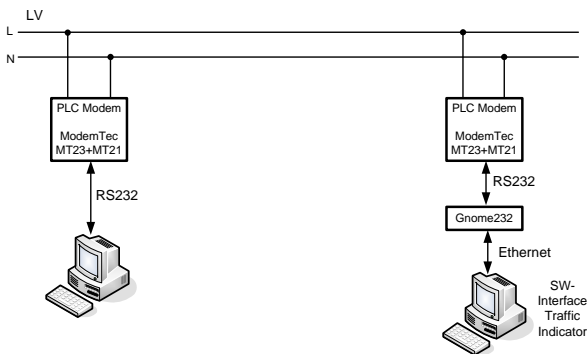 LV
L
N
PLC Modem
ModemTec
MT23+MT21
RS232
PLC Modem
ModemTec
MT23+MT21
RS232
Gnome232
Ethernet
SW-
Interface
Traffic
Indicator